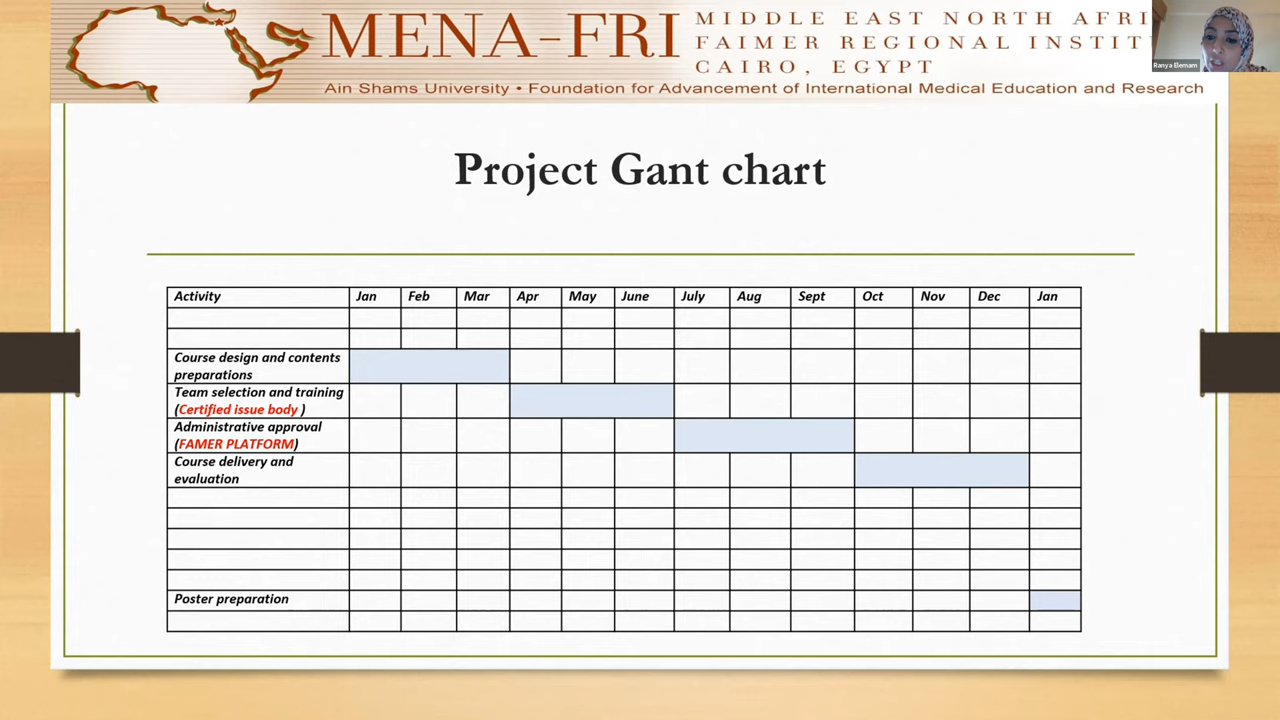 MENA-FRI
MIDDLE EAST NORTH AFRI
FAIMER REGIONAL INSTIT
CAIRO, EGYPT
Ain Shams University • Foundation for Advancement of International Medical Education and Research
Ranya Elemam
Project Gant chart
Activity Jan Feb Mar Apr May June July Aug Sept Oct Nov Dec Jan
Course design and contents
preparations
Team selection and training
(Certified issue body )
Administrative approval
(FAMER PLATFORM)
Course delivery and
evaluation
Poster preparation